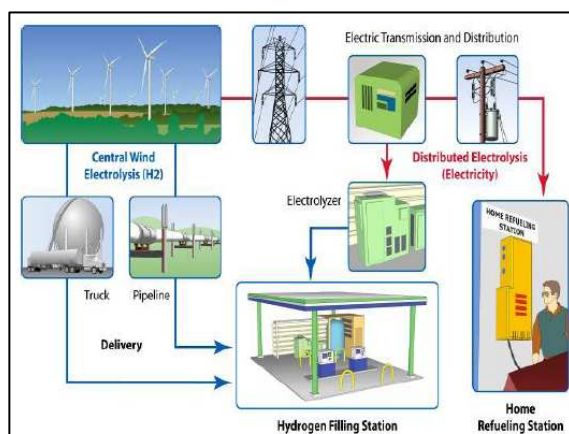 Electric Transmission and Distribution
Central Wind
Electrolysis (H2)
Distributed Electrolysis
(Electricity)
Electrolyzer
HOME REFUELING
STATION
Truck
Pipeline
Delivery
Hydrogen Filling Station
Home
Refueling Station